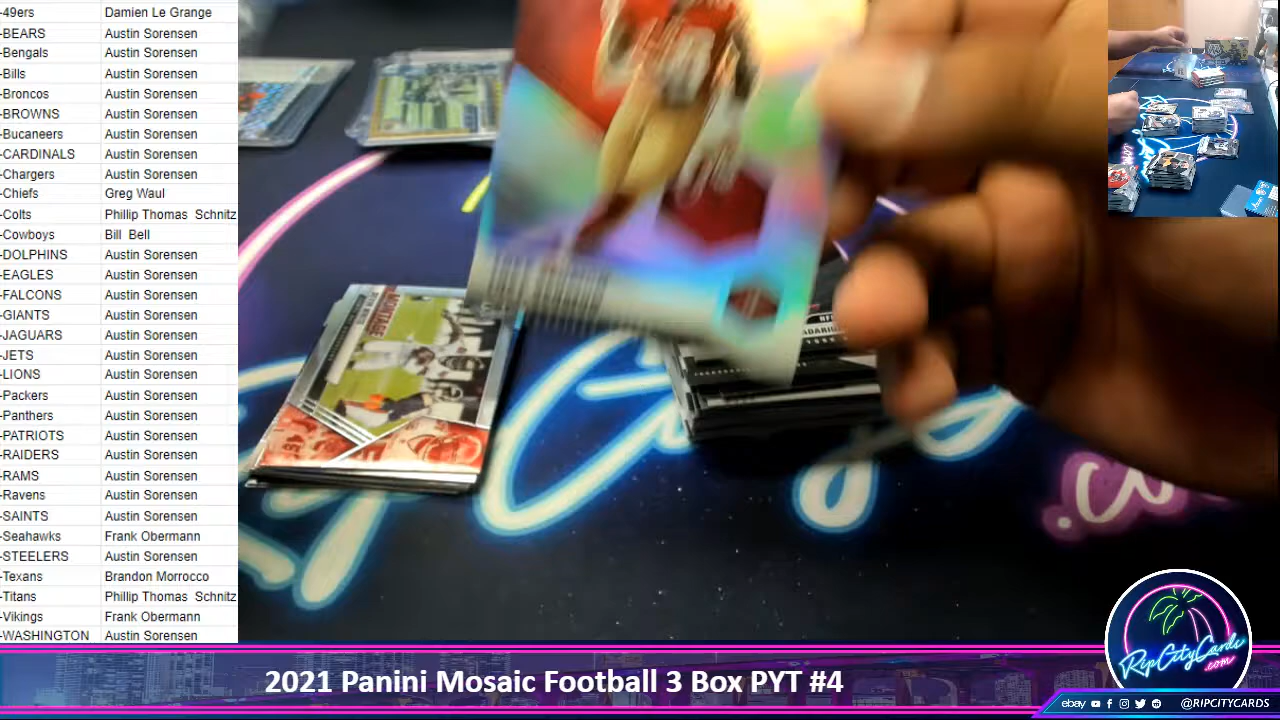 -49ers Damien Le Grange
-BEARS Austin Sorensen
-Bengals Austin Sorensen
-Bills Austin Sorensen
-Broncos Austin Sorensen
-BROWNS Austin Sorensen
-Bucaneers Austin Sorensen
-CARDINALS Austin Sorensen
-Chargers Austin Sorensen
-Chiefs Greg Waul
-Colts Phillip Thomas Schnitz
-Cowboys Bill Bell
-DOLPHINS Austin Sorensen
-EAGLES Austin Sorensen
-FALCONS Austin Sorensen
-GIANTS Austin Sorensen
-JAGUARS Austin Sorensen
-JETS Austin Sorensen
-LIONS Austin Sorensen
-Packers Austin Sorensen
-Panthers Austin Sorensen
-PATRIOTS Austin Sorensen
-RAIDERS Austin Sorensen
-RAMS Austin Sorensen
-Ravens Austin Sorensen
-SAINTS Austin Sorensen
-Seahawks Frank Obermann
-STEELERS Austin Sorensen
-Texans Brandon Morrocco
-Titans Phillip Thomas Schnitz
-Vikings Frank Obermann
-WASHINGTON Austin Sorensen
MONTAGE
2021 Panini Mosaic Football 3 Box PYT #4
RipCityCards
.com
ebay @RIPCITYCARDS